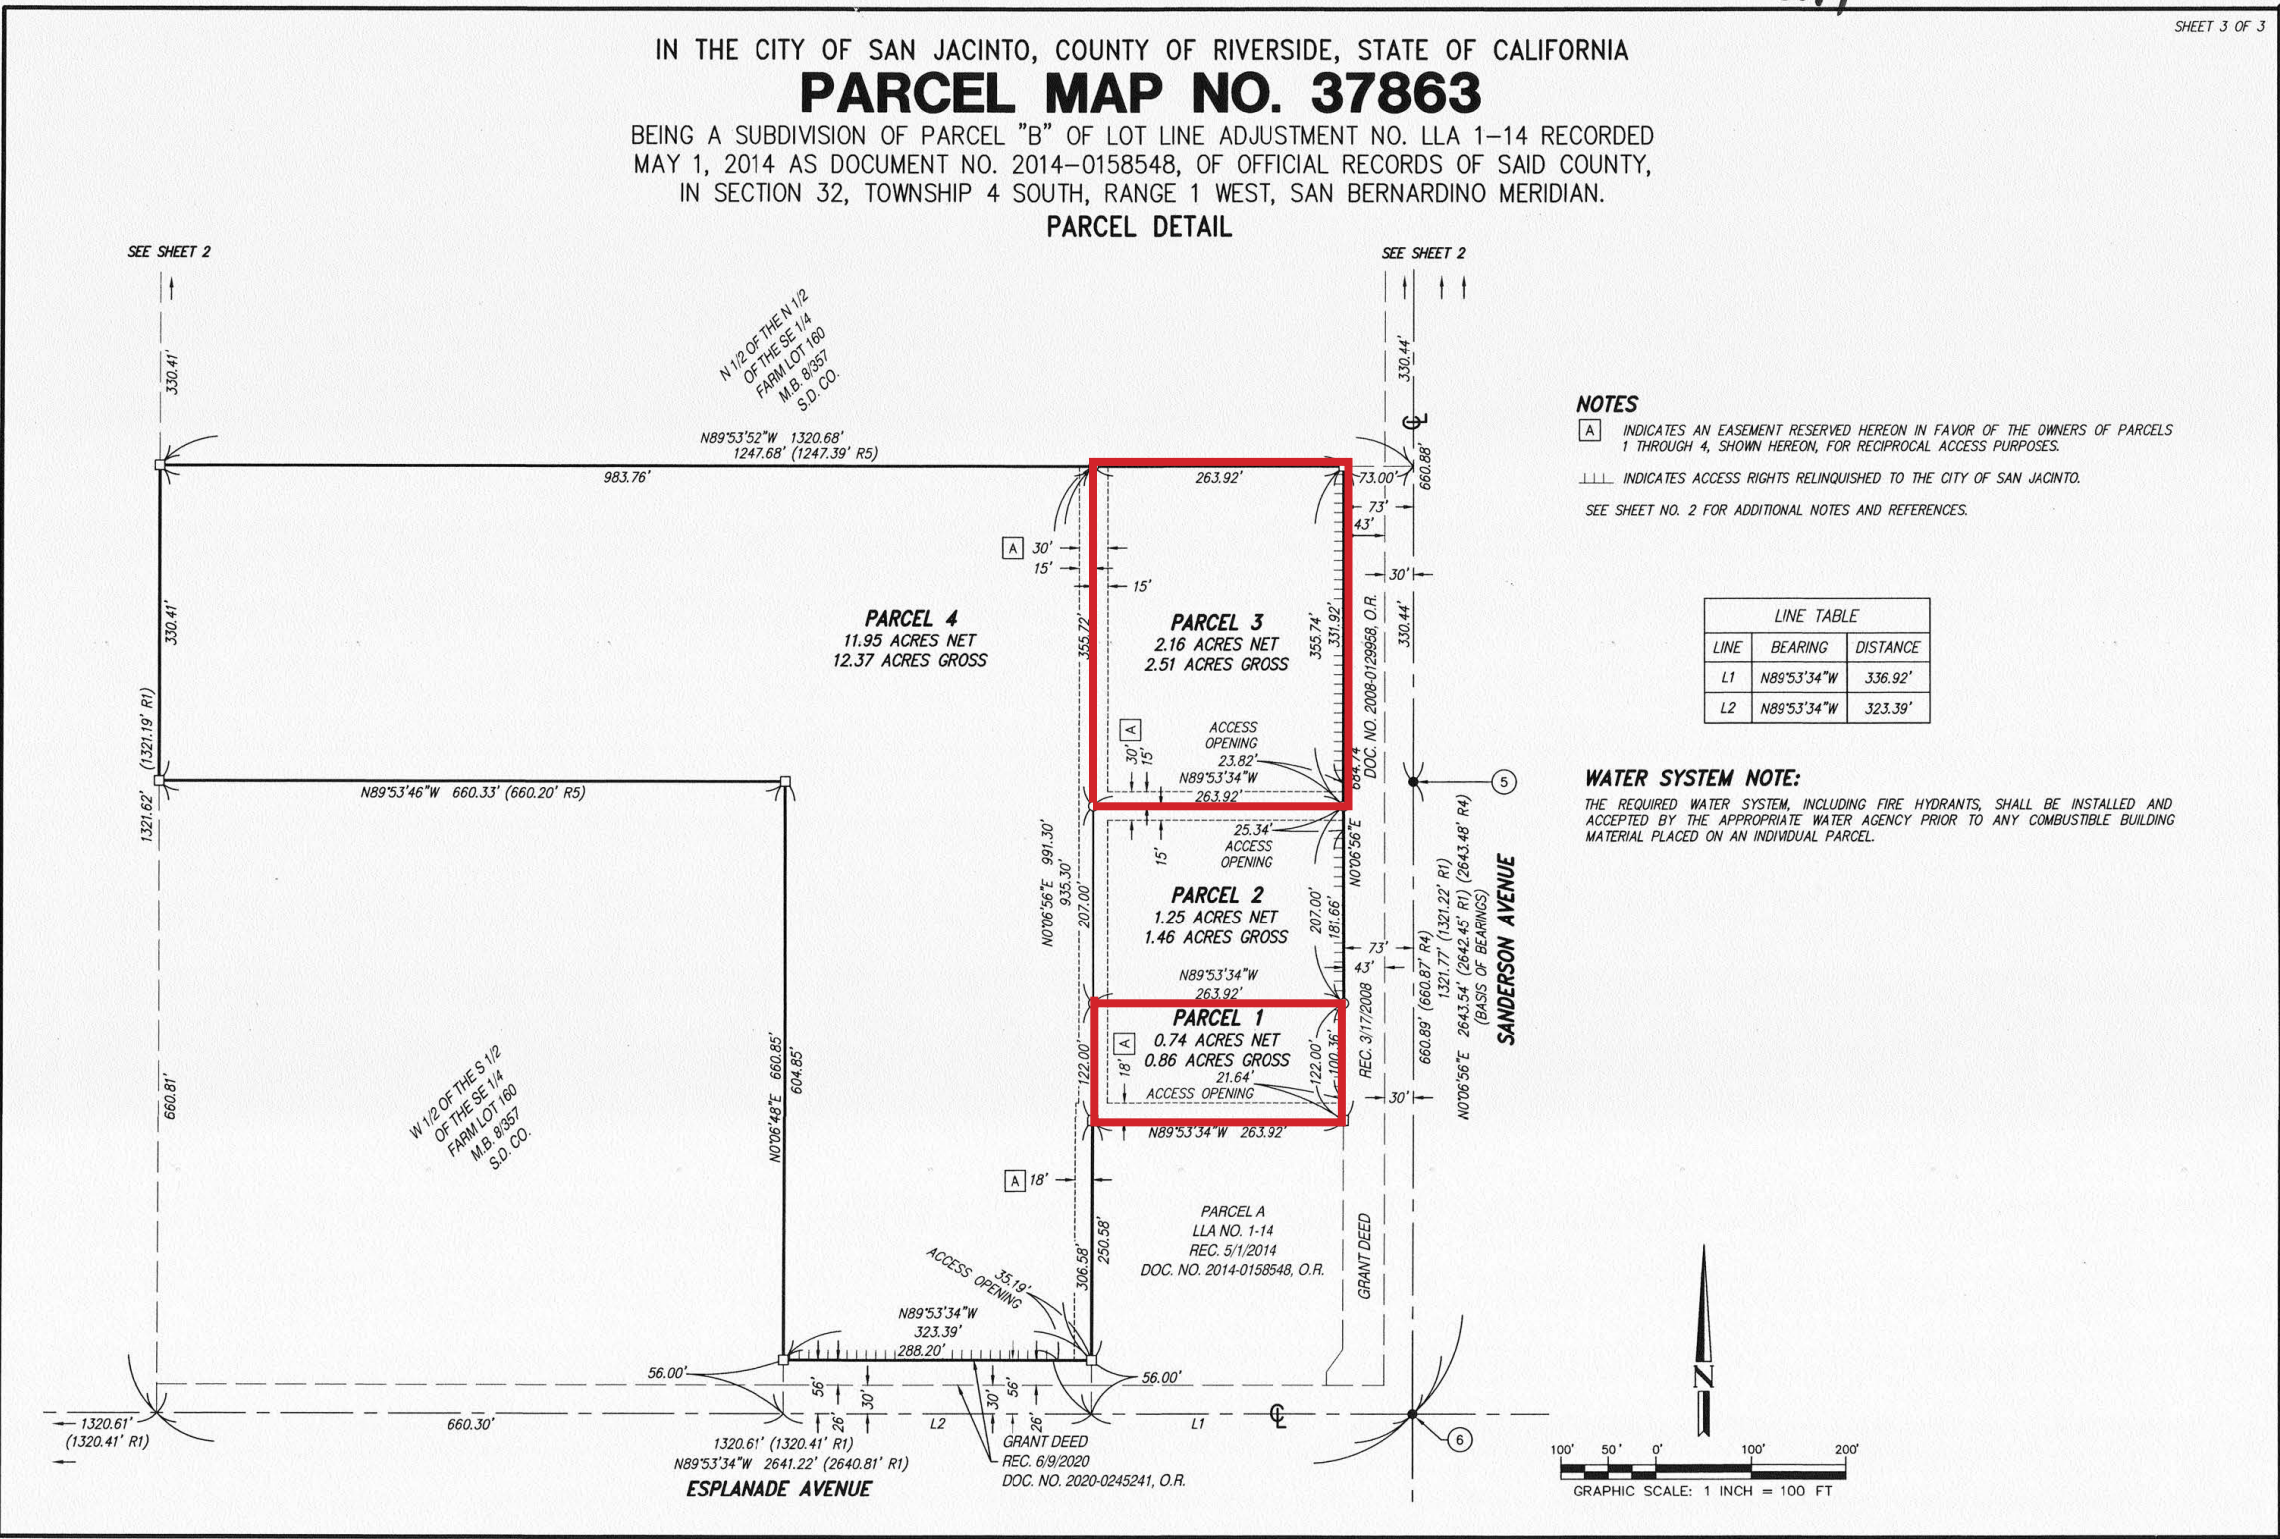 SHEET 3 OF 3
IN THE CITY OF SAN JACINTO, COUNTY OF RIVERSIDE, STATE OF CALIFORNIA
PARCEL MAP NO. 37863
BEING A SUBDIVISION OF PARCEL "B" OF LOT LINE ADJUSTMENT NO. LLA 1-14 RECORDED
MAY 1, 2014 AS DOCUMENT NO. 2014-0158548, OF OFFICIAL RECORDS OF SAID COUNTY,
IN SECTION 32, TOWNSHIP 4 SOUTH, RANGE 1 WEST, SAN BERNARDINO MERIDIAN.
PARCEL DETAIL
SEE SHEET 2
SEE SHEET 2
330.41'
N 1/2 OF THE N 1/2
OF THE SE 1/4
FARM LOT 160
M.B. 8/357
S.D. CO.
330.44'
℄
660.88'
N89°53'52"W 1320.68'
1247.68' (1247.39' R5)
983.76'
263.92'
73.00'
73'
43'
30'
A 30'
15'
15'
330.41'
(1321.19' R1)
1321.62'
PARCEL 4
11.95 ACRES NET
12.37 ACRES GROSS
355.72'
PARCEL 3
2.16 ACRES NET
2.51 ACRES GROSS
355.74'
331.92'
DOC. NO. 2008-0129958, O.R.
330.44'
A
30'
15'
ACCESS
OPENING
23.82'
N89°53'34"W
263.92'
684.74
N0°06'56"E
N89°53'46"W 660.33' (660.20' R5)
5
25.34'
ACCESS
OPENING
15'
N0°06'56"E 991.30'
935.30'
207.00'
PARCEL 2
1.25 ACRES NET
1.46 ACRES GROSS
207.00'
181.66'
73'
43'
N89°53'34"W
263.92'
PARCEL 1
0.74 ACRES NET
0.86 ACRES GROSS
A
18'
122.00'
122.00'
100.36'
21.64'
ACCESS OPENING
N89°53'34"W 263.92'
REC. 3/17/2008
30'
660.89' (660.87' R4)
1321.77' (1321.22' R1)
N0°06'56"E 2643.54' (2642.45' R1) (2643.48' R4)
(BASIS OF BEARINGS)
SANDERSON AVENUE
660.81'
W 1/2 OF THE S 1/2
OF THE SE 1/4
FARM LOT 160
M.B. 8/357
S.D. CO.
N0°06'48"E 660.85'
604.85'
A 18'
306.58'
250.58'
PARCEL A
LLA NO. 1-14
REC. 5/1/2014
DOC. NO. 2014-0158548, O.R.
GRANT DEED
35.19'
ACCESS OPENING
N89°53'34"W
323.39'
288.20'
56.00'
56'
26'
30'
30'
56'
26'
56.00'
1320.61'
(1320.41' R1)
660.30'
L2
L1
℄
6
1320.61' (1320.41' R1)
N89°53'34"W 2641.22' (2640.81' R1)
ESPLANADE AVENUE
GRANT DEED
REC. 6/9/2020
DOC. NO. 2020-0245241, O.R.
NOTES
A INDICATES AN EASEMENT RESERVED HEREON IN FAVOR OF THE OWNERS OF PARCELS
1 THROUGH 4, SHOWN HEREON, FOR RECIPROCAL ACCESS PURPOSES.
INDICATES ACCESS RIGHTS RELINQUISHED TO THE CITY OF SAN JACINTO.
SEE SHEET NO. 2 FOR ADDITIONAL NOTES AND REFERENCES.
LINE TABLE
LINE BEARING DISTANCE
L1 N89°53'34"W 336.92'
L2 N89°53'34"W 323.39'
WATER SYSTEM NOTE:
THE REQUIRED WATER SYSTEM, INCLUDING FIRE HYDRANTS, SHALL BE INSTALLED AND
ACCEPTED BY THE APPROPRIATE WATER AGENCY PRIOR TO ANY COMBUSTIBLE BUILDING
MATERIAL PLACED ON AN INDIVIDUAL PARCEL.
N
100' 50' 0' 100' 200'
GRAPHIC SCALE: 1 INCH = 100 FT